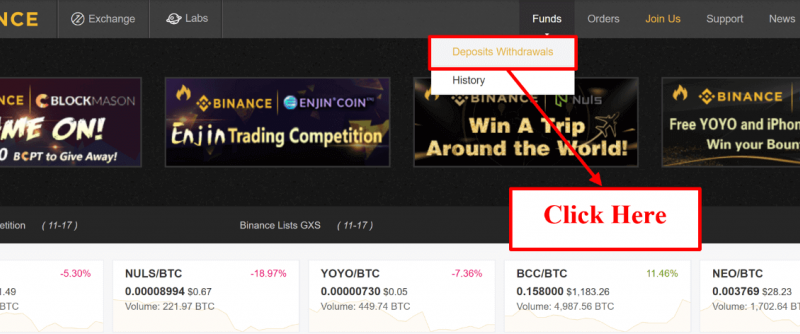 NCE Exchange Labs Funds Orders Join Us Support News
Deposits Withdrawals
History
NCE BLOCKMASON
ME ON!
0 BCPT to Give Away!
BINANCE ENJIN COIN
Enjin Trading Competition
BINANCE Nuls
Win A Trip
Around the World!
BINANCE
Free YOYO and iPhon
Win your Boun
Click Here
etition ( 11-17 ) Binance Lists GXS ( 11-17 )
-5.30% NULS/BTC -18.97% YOYO/BTC -7.36% BCC/BTC 11.46% NEO/BTC
1.49 0.00008994 $0.67 0.00000730 $0.05 0.158000 $1,183.26 0.003769 $28.23
Volume: 221.97 BTC Volume: 449.74 BTC Volume: 4,987.56 BTC Volume: 1,702.64 B